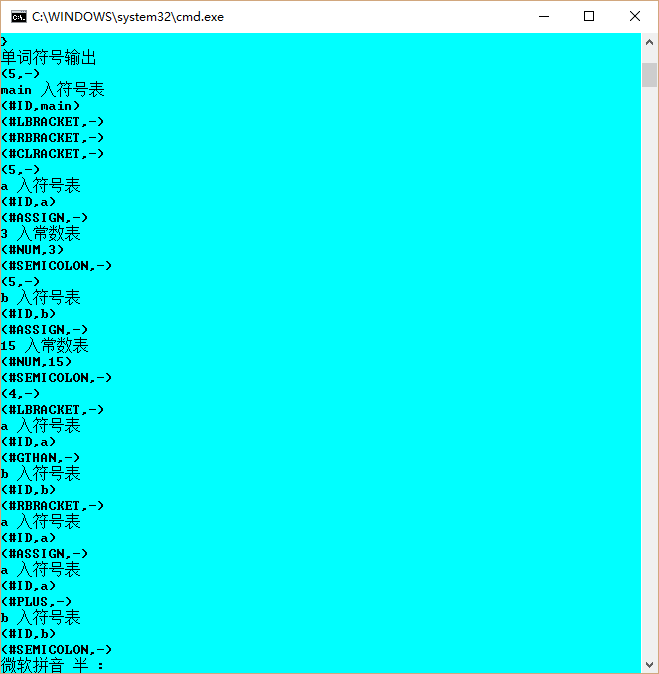 C:\WINDOWS\system32\cmd.exe
}
单词符号输出
(5,-)
main 入符号表
(#ID,main)
(#LBRACKET,-)
(#RBRACKET,-)
(#CLRACKET,-)
(5,-)
a 入符号表
(#ID,a)
(#ASSIGN,-)
3 入常数表
(#NUM,3)
(#SEMICOLON,-)
(5,-)
b 入符号表
(#ID,b)
(#ASSIGN,-)
15 入常数表
(#NUM,15)
(#SEMICOLON,-)
(4,-)
(#LBRACKET,-)
a 入符号表
(#ID,a)
(#GTHAN,-)
b 入符号表
(#ID,b)
(#RBRACKET,-)
a 入符号表
(#ID,a)
(#ASSIGN,-)
a 入符号表
(#ID,a)
(#PLUS,-)
b 入符号表
(#ID,b)
(#SEMICOLON,-)
微软拼音 半 :